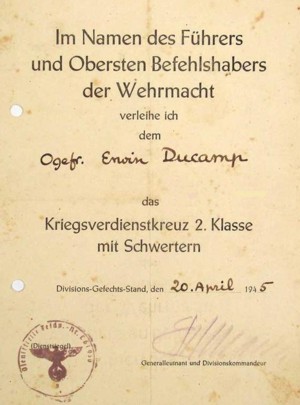 Im Namen des Führers
und Obersten Befehlshabers
der Wehrmacht
verleihe ich
dem
Ogefr. Erwin Ducamp
das
Kriegsverdienstkreuz 2. Klasse
mit Schwertern
Divisions-Gefechts-Stand, den 20. April 1945
(Dienstsiegel)
Generalleutnant und Divisionskommandeur